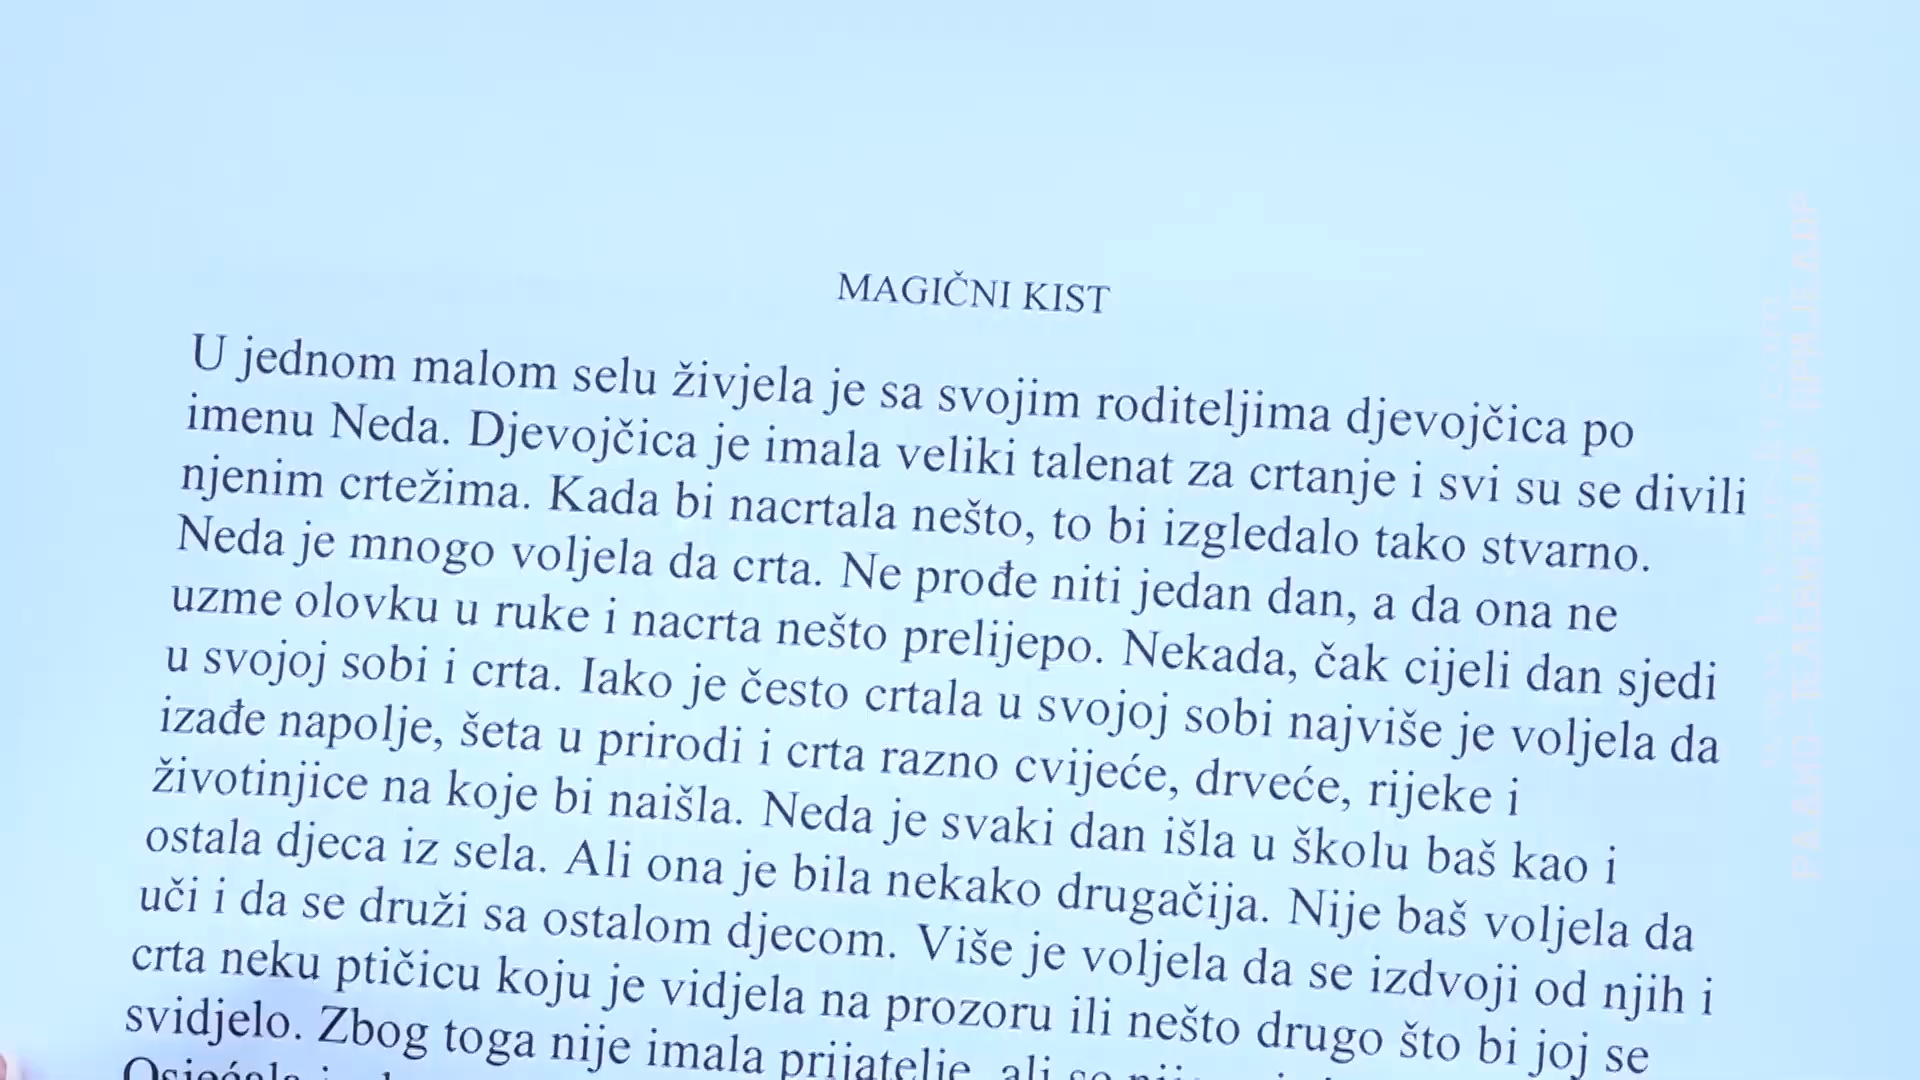 MAGIČNI KIST
U jednom malom selu živjela je sa svojim roditeljima djevojčica po
imenu Neda. Djevojčica je imala veliki talenat za crtanje i svi su se divili
njenim crtežima. Kada bi nacrtala nešto, to bi izgledalo tako stvarno.
Neda je mnogo voljela da crta. Ne prođe niti jedan dan, a da ona ne
uzme olovku u ruke i nacrta nešto prelijepo. Nekada, čak cijeli dan sjedi
u svojoj sobi i crta. Iako je često crtala u svojoj sobi najviše je voljela da
izađe napolje, šeta u prirodi i crta razno cvijeće, drveće, rijeke i
životinjice na koje bi naišla. Neda je svaki dan išla u školu baš kao i
ostala djeca iz sela. Ali ona je bila nekako drugačija. Nije baš voljela da
uči i da se druži sa ostalom djecom. Više je voljela da se izdvoji od njih i
crta neku ptičicu koju je vidjela na prozoru ili nešto drugo što bi joj se
svidjelo. Zbog toga nije imala prijatelje, ali